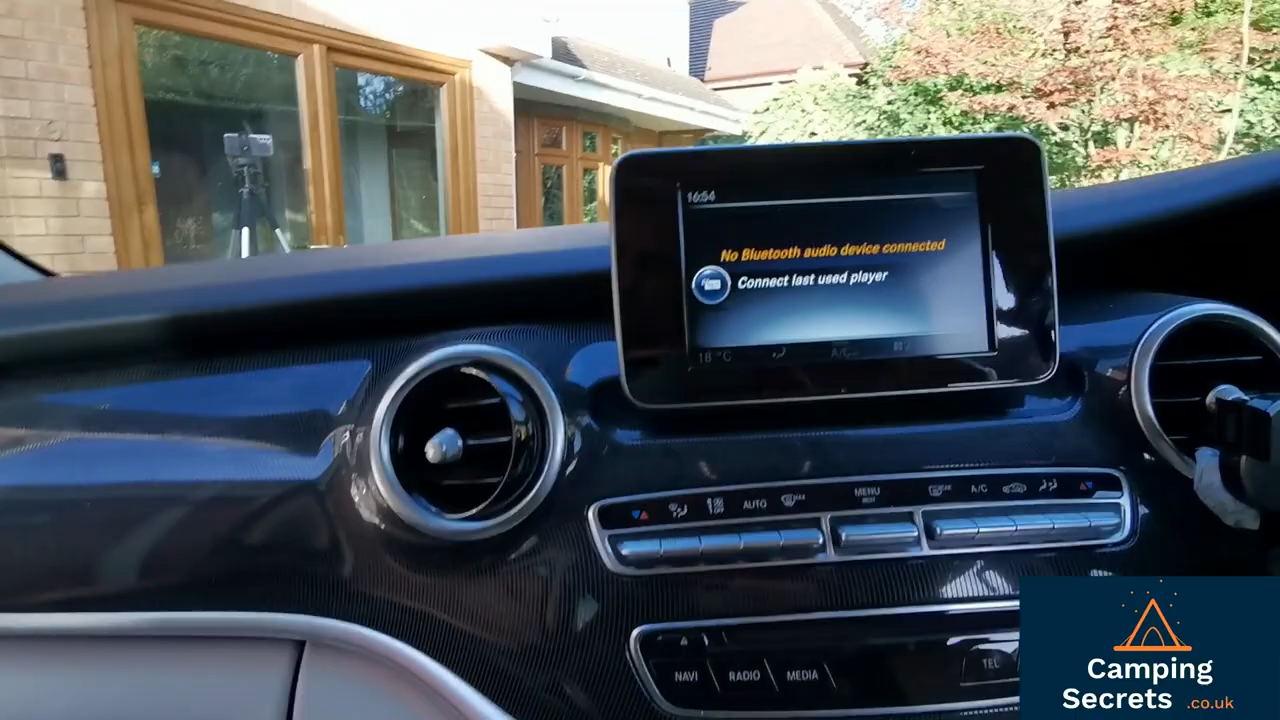 16:54
No Bluetooth audio device connected
Connect last used player
18 °C
A/C
AUTO
MENU
A/C
NAVI
RADIO
MEDIA
TEL
Camping
Secrets .co.uk